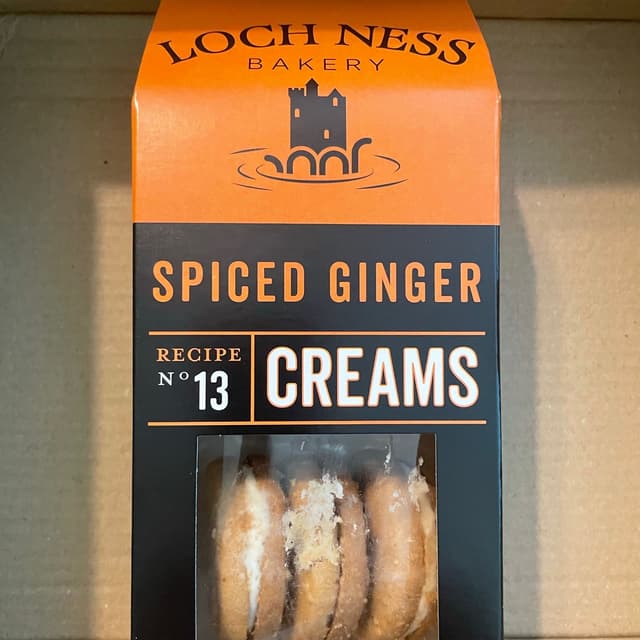 LOCH NESS
BAKERY
SPICED GINGER
RECIPE
Nº 13
CREAMS